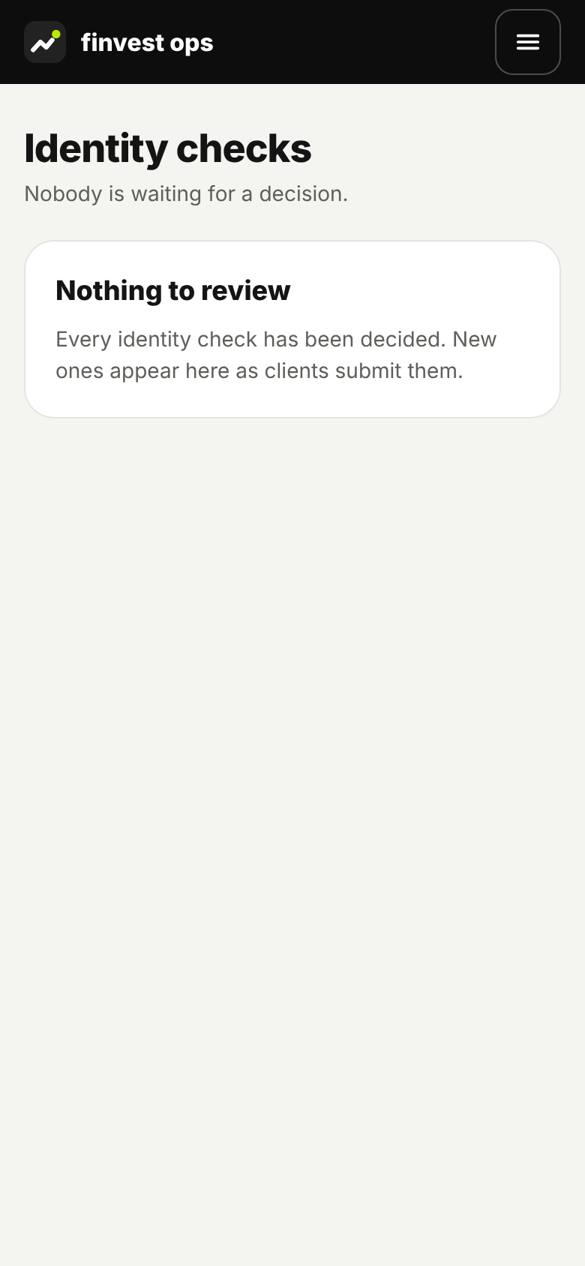 finvest ops
Identity checks
Nobody is waiting for a decision.
Nothing to review
Every identity check has been decided. New
ones appear here as clients submit them.